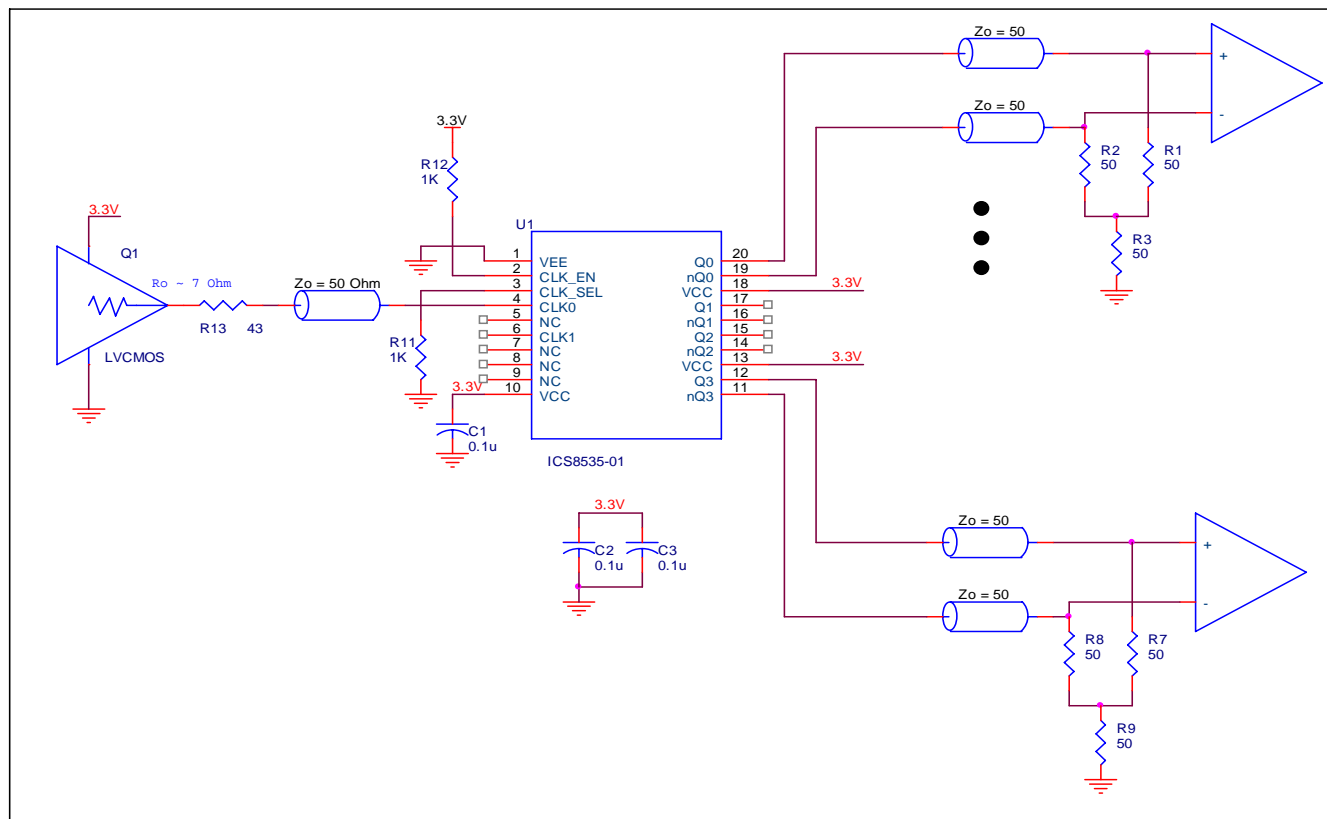 Zo = 50
+
-
Zo = 50
R2
50
R1
50
R3
50
3.3V
R12
1K
3.3V
Q1
Ro ~ 7 Ohm
R13 43
LVCMOS
Zo = 50 Ohm
R11
1K
U1
1 VEE
2 CLK_EN
3 CLK_SEL
4 CLK0
5 NC
6 CLK1
7 NC
8 NC
9 NC
10 VCC
Q0 20
nQ0 19
VCC 18
Q1 17
nQ1 16
Q2 15
nQ2 14
VCC 13
Q3 12
nQ3 11
3.3V
3.3V
3.3V
C1
0.1u
ICS8535-01
3.3V
C2
0.1u
C3
0.1u
Zo = 50
+
-
Zo = 50
R8
50
R7
50
R9
50